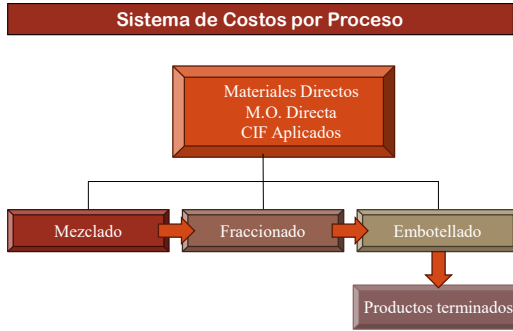 Sistema de Costos por Proceso
Materiales Directos
M.O. Directa
CIF Aplicados
Mezclado
Fraccionado
Embotellado
Productos terminados